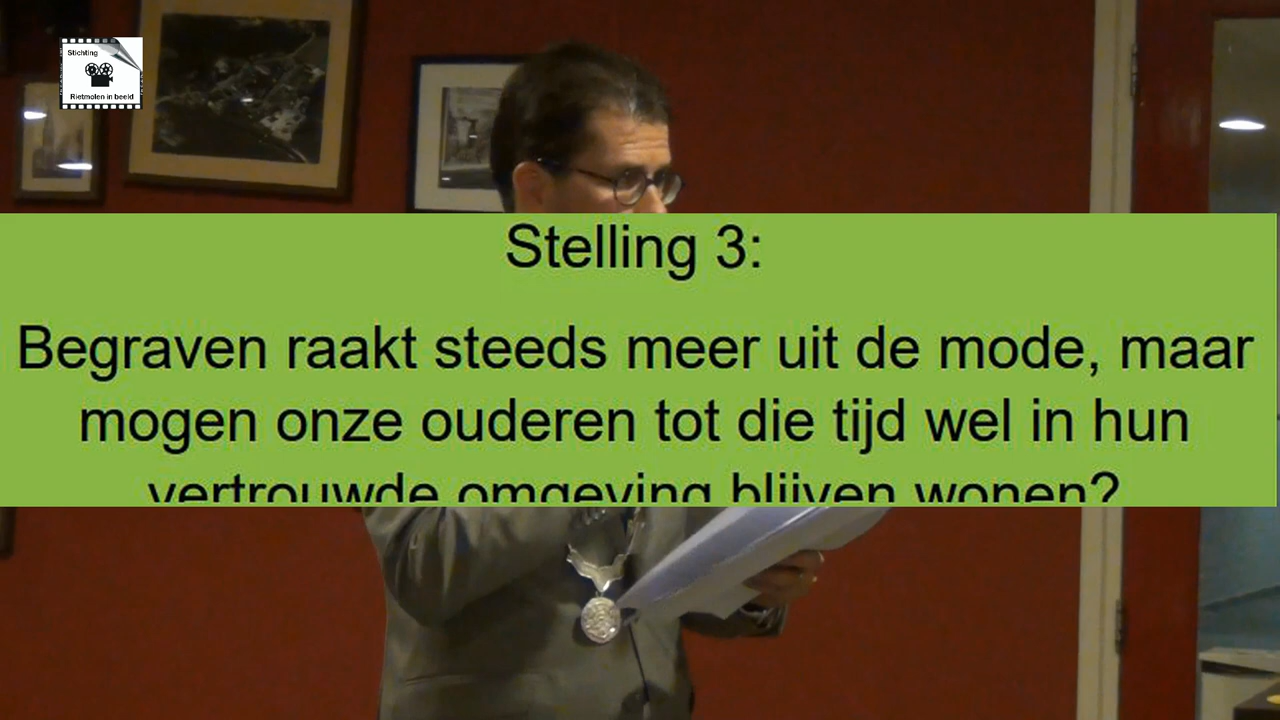 Stichting
Rietmolen in beeld
Stelling 3:
Begraven raakt steeds meer uit de mode, maar
mogen onze ouderen tot die tijd wel in hun
vertrouwde omgeving blijven wonen?